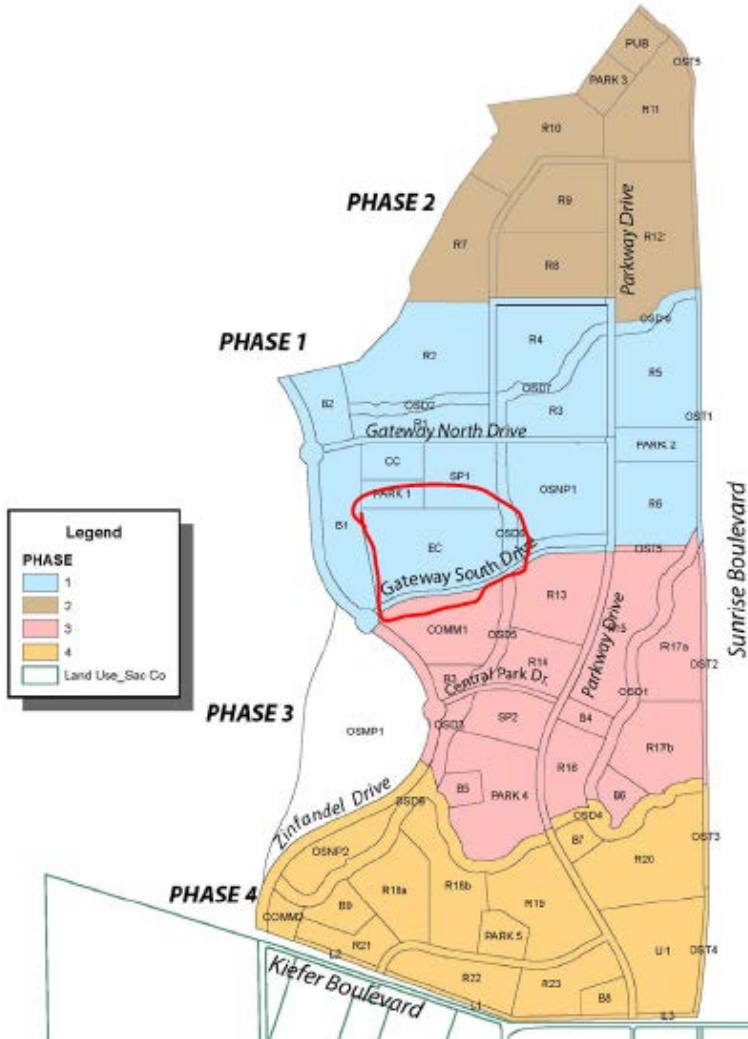 PUB
OST5
PARK 3
R11
R10
PHASE 2
R9
Parkway Drive
R7
R8
R12
PHASE 1
OSD6
R2
R4
R5
B2
OSD7
OSD2
OST1
R3
Gateway North Drive
PARK 2
CC
SP1
OSNP1
PARK 1
B1
R6
EC
Gateway South Drive
OST5
Legend
PHASE
1
2
3
4
Land Use_Sac Co
Sunrise Boulevard
R13
COMM1
OSD5
R15
R17a
OST2
R14
B3
Central Park Dr.
Parkway Drive
OSD1
PHASE 3
OSMP1
OSD3
SP2
B4
R17b
R16
B5
PARK 4
B6
Zinfandel Drive
OSD4
OST3
B7
OSNP2
R20
PHASE 4
R18a
R18b
B9
R19
COMM2
PARK 5
R21
U1
OST4
L2
Kiefer Boulevard
R22
R23
B8
L1
L3